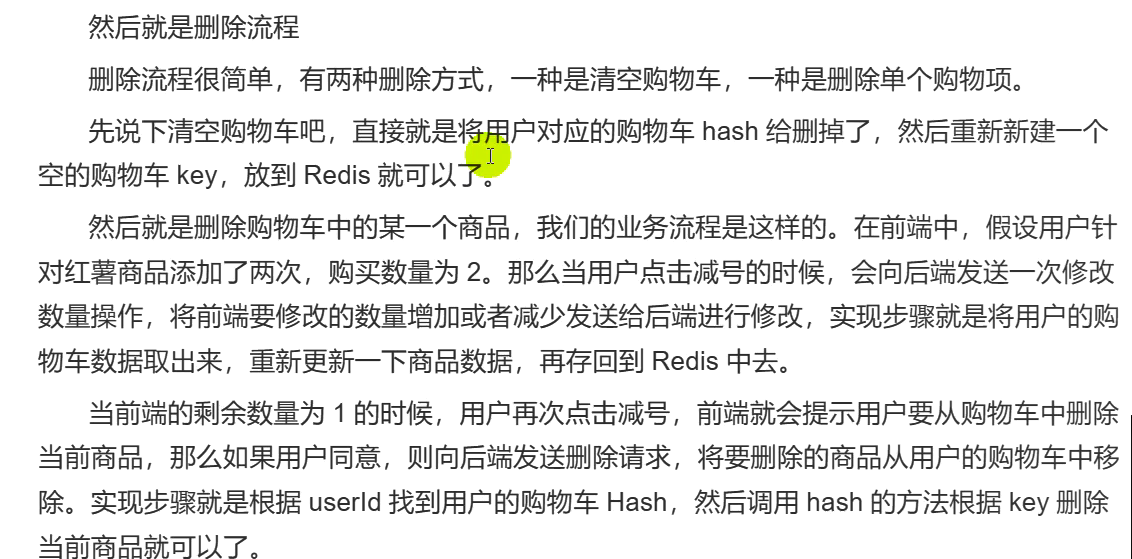 然后就是删除流程
删除流程很简单，有两种删除方式，一种是清空购物车，一种是删除单个购物项。
先说下清空购物车吧，直接就是将用户对应的购物车 hash 给删掉了，然后重新新建一个
空的购物车 key，放到 Redis 就可以了。
然后就是删除购物车中的某一个商品，我们的业务流程是这样的。在前端中，假设用户针
对红薯商品添加了两次，购买数量为 2。那么当用户点击减号的时候，会向后端发送一次修改
数量操作，将前端要修改的数量增加或者减少发送给后端进行修改，实现步骤就是将用户的购
物车数据取出来，重新更新一下商品数据，再存回到 Redis 中去。
当前端的剩余数量为 1 的时候，用户再次点击减号，前端就会提示用户要从购物车中删除
当前商品，那么如果用户同意，则向后端发送删除请求，将要删除的商品从用户的购物车中移
除。实现步骤就是根据 userId 找到用户的购物车 Hash，然后调用 hash 的方法根据 key 删除
当前商品就可以了。